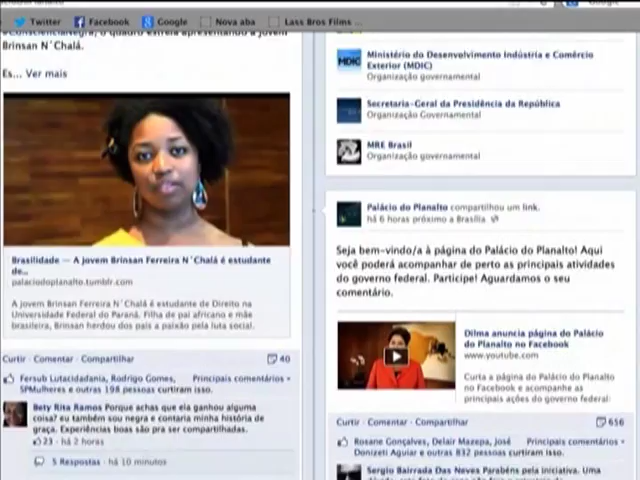 Twitter Facebook Google Nova aba Lass Bros Films ...
#ConsciênciaNegra, o quadro estreia apresentando a jovem
Brinsan N´Chalá.
Es... Ver mais
Brasilidade — A jovem Brinsan Ferreira N´Chalá é estudante
de...
palaciodoplanalto.tumblr.com
A jovem Brinsan Ferreira N´Chalá é estudante de Direito na
Universidade Federal do Paraná. Filha de pai africano e mãe
brasileira, Brinsan herdou dos pais a paixão pela luta social.
Curtir · Comentar · Compartilhar 40
Fersub Lutacidadania, Rodrigo Gomes, Principais comentários
SPMulheres e outras 198 pessoas curtiram isso.
Bety Rita Ramos Porque achas que ela ganhou alguma
coisa? eu também sou negra e contaria minha história de
garça. Experiências boas são pra ser compartilhadas.
23 · há 2 horas
5 Respostas · há 10 minutos
MDIC
Ministério do Desenvolvimento Indústria e Comércio
Exterior (MDIC)
Organização governamental
Secretaria-Geral da Presidência da República
Organização Governamental
MRE Brasil
Organização governamental
Palácio do Planalto compartilhou um link.
há 6 horas próximo a Brasília
Seja bem-vindo/a à página do Palácio do Planalto! Aqui
você poderá acompanhar de perto as principais atividades
do governo federal. Participe! Aguardamos o seu
comentário.
Dilma anuncia página do Palácio
do Planalto no Facebook
www.youtube.com
Curta a página do Palácio do Planalto
no Facebook e acompanhe as
principais ações do governo federal:
Curtir · Comentar · Compartilhar 656
Rosane Gonçalves, Delair Mazepa, José Principais comentários
Donizeti Aguiar e outras 832 pessoas curtiram isso.
Sergio Bairrada Das Neves Parabéns pela iniciativa. Uma